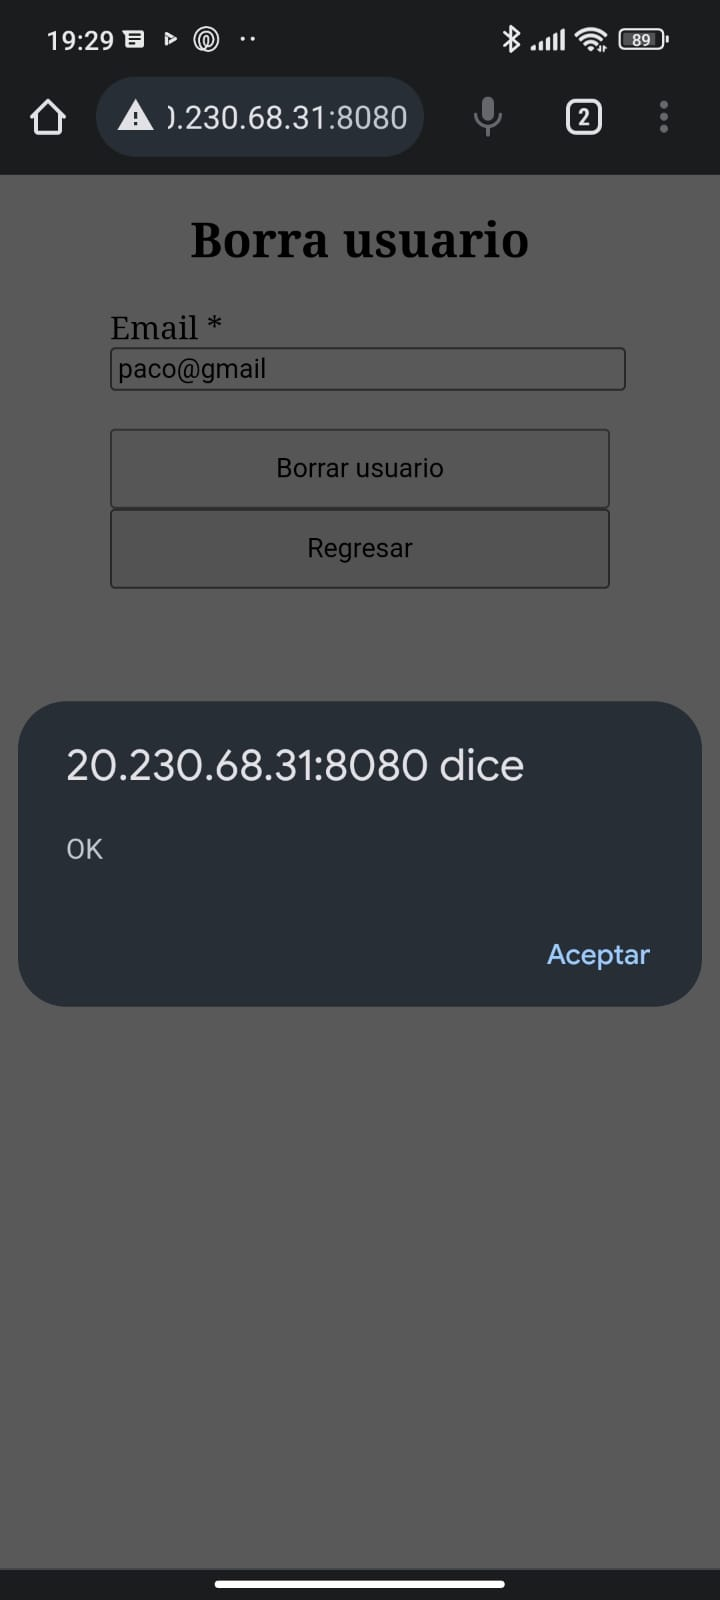 19:29
89
0.230.68.31:8080
2
Borra usuario
Email *
paco@gmail
Borrar usuario
Regresar
20.230.68.31:8080 dice
OK
Aceptar